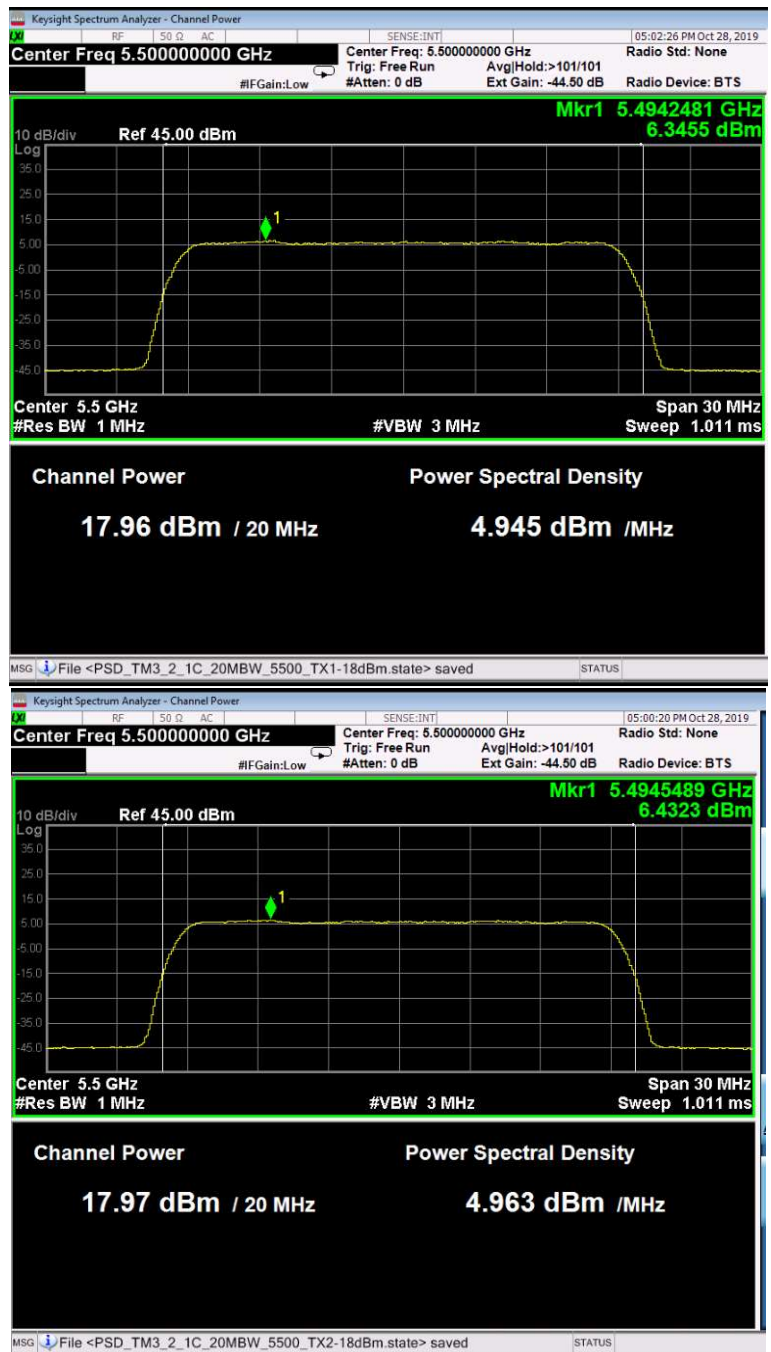 Keysight Spectrum Analyzer - Channel Power
LXI RF 50 Ω AC SENSE:INT 05:02:26 PM Oct 28, 2019
Center Freq 5.500000000 GHz Center Freq: 5.500000000 GHz Radio Std: None
Trig: Free Run Avg|Hold:>101/101
#IFGain:Low #Atten: 0 dB Ext Gain: -44.50 dB Radio Device: BTS
Mkr1 5.4942481 GHz
10 dB/div Ref 45.00 dBm 6.3455 dBm
Log
35.0
25.0
15.0
1
5.00
-5.00
-15.0
-25.0
-35.0
-45.0
Center 5.5 GHz Span 30 MHz
#Res BW 1 MHz #VBW 3 MHz Sweep 1.011 ms
Channel Power Power Spectral Density
17.96 dBm / 20 MHz 4.945 dBm /MHz
MSG File <PSD_TM3_2_1C_20MBW_5500_TX1-18dBm.state> saved STATUS
Keysight Spectrum Analyzer - Channel Power
LXI RF 50 Ω AC SENSE:INT 05:00:20 PM Oct 28, 2019
Center Freq 5.500000000 GHz Center Freq: 5.500000000 GHz Radio Std: None
Trig: Free Run Avg|Hold:>101/101
#IFGain:Low #Atten: 0 dB Ext Gain: -44.50 dB Radio Device: BTS
Mkr1 5.4945489 GHz
10 dB/div Ref 45.00 dBm 6.4323 dBm
Log
35.0
25.0
15.0
1
5.00
-5.00
-15.0
-25.0
-35.0
-45.0
Center 5.5 GHz Span 30 MHz
#Res BW 1 MHz #VBW 3 MHz Sweep 1.011 ms
Channel Power Power Spectral Density
17.97 dBm / 20 MHz 4.963 dBm /MHz
MSG File <PSD_TM3_2_1C_20MBW_5500_TX2-18dBm.state> saved STATUS